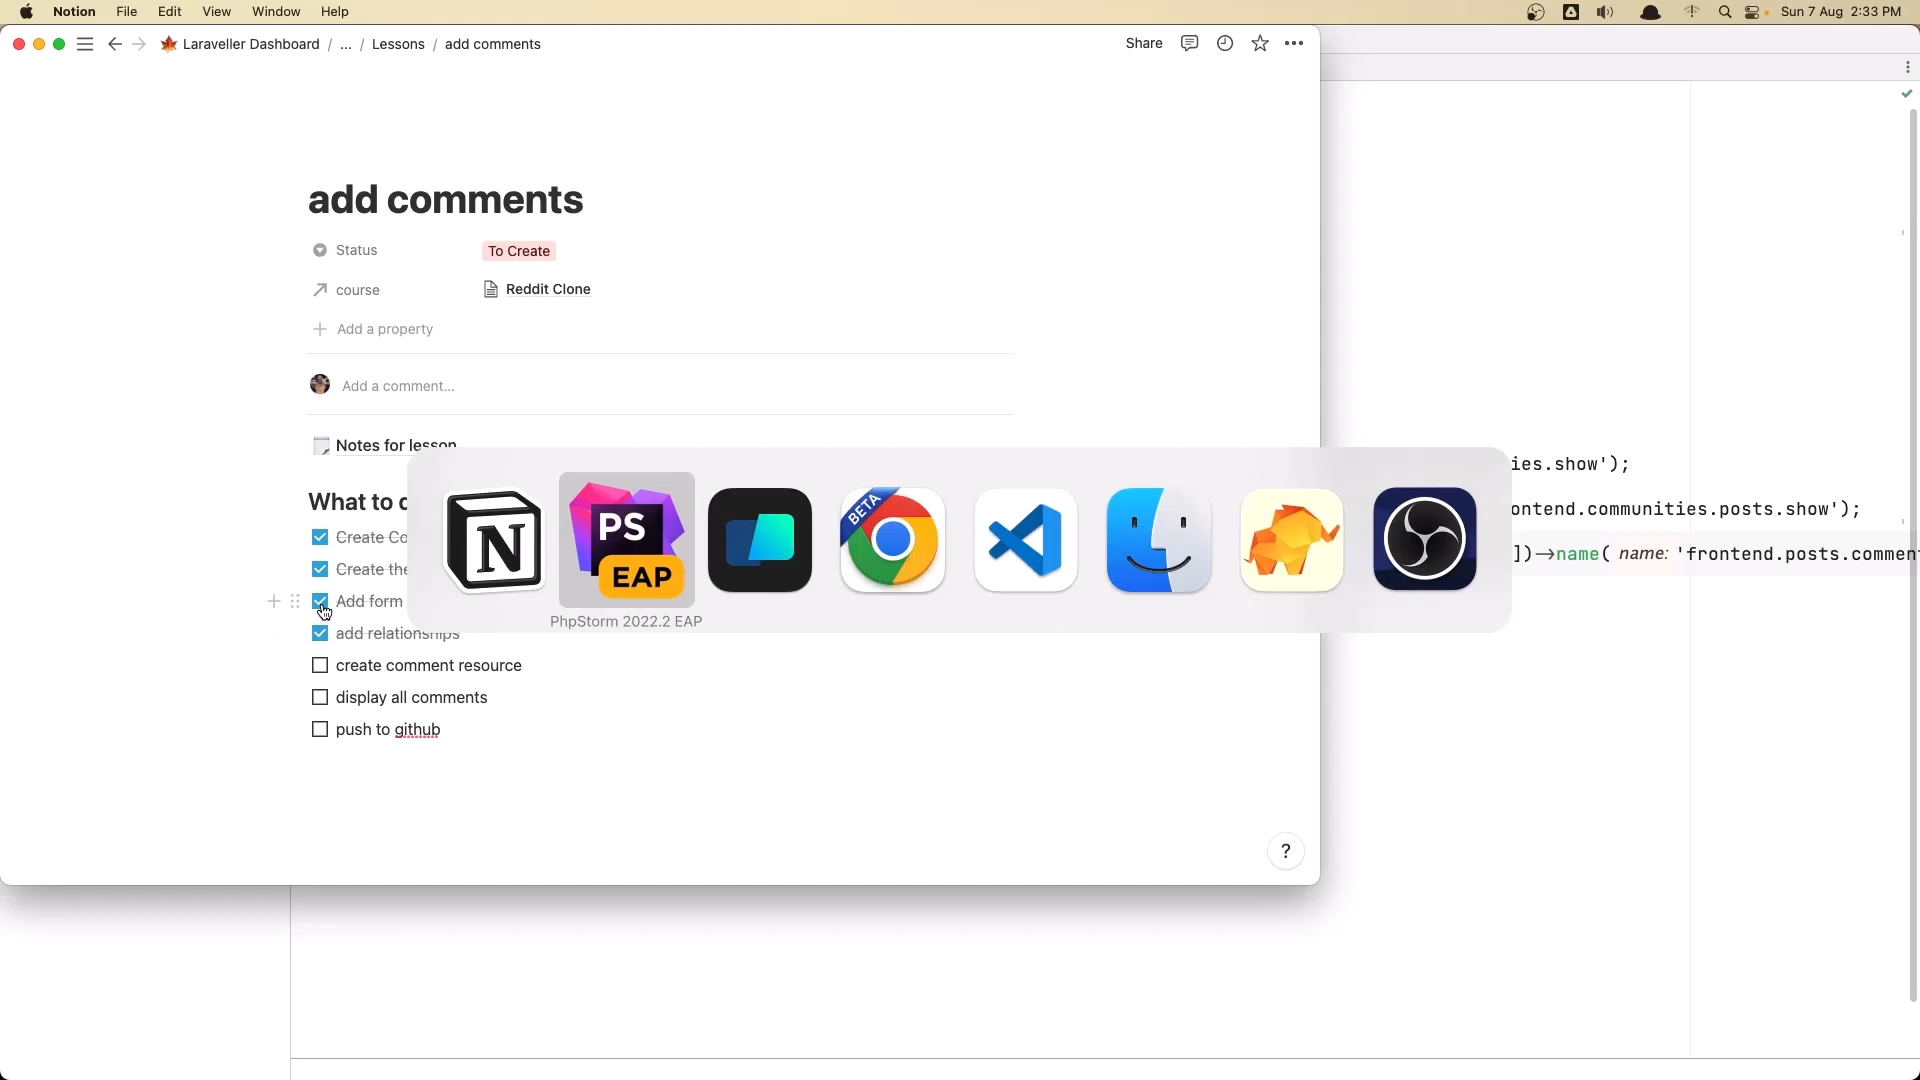 Notion File Edit View Window Help Sun 7 Aug 2:33 PM
Laraveller Dashboard / ... / Lessons / add comments Share
add comments
Status To Create
course Reddit Clone
Add a property
Add a comment...
Notes for lesson
ies.show');
What to
Create Co
ontend.communities.posts.show');
])->name( name: 'frontend.posts.commen
Create the
BETA
PS
EAP
N
Add form
PhpStorm 2022.2 EAP
add relationships
create comment resource
display all comments
push to github
?